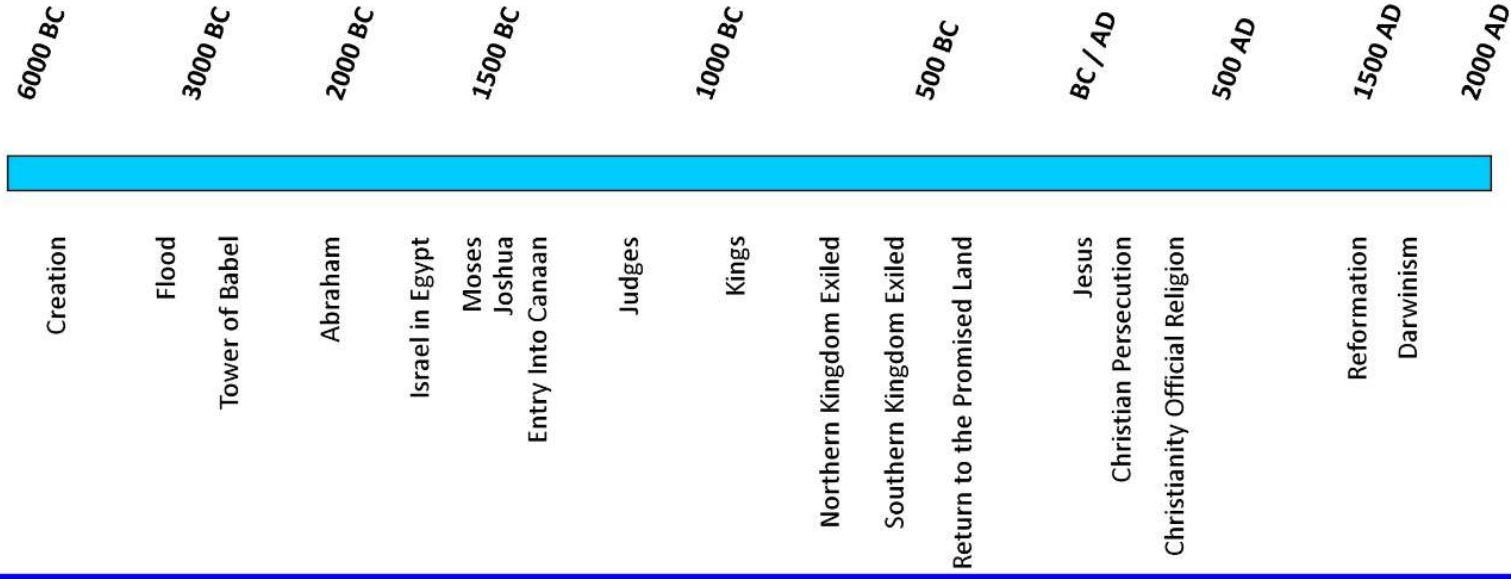 6000 BC
3000 BC
2000 BC
1500 BC
1000 BC
500 BC
BC / AD
500 AD
1500 AD
2000 AD
Creation
Flood
Tower of Babel
Abraham
Israel in Egypt
Moses
Joshua
Entry Into Canaan
Judges
Kings
Northern Kingdom Exiled
Southern Kingdom Exiled
Return to the Promised Land
Jesus
Christian Persecution
Christianity Official Religion
Reformation
Darwinism